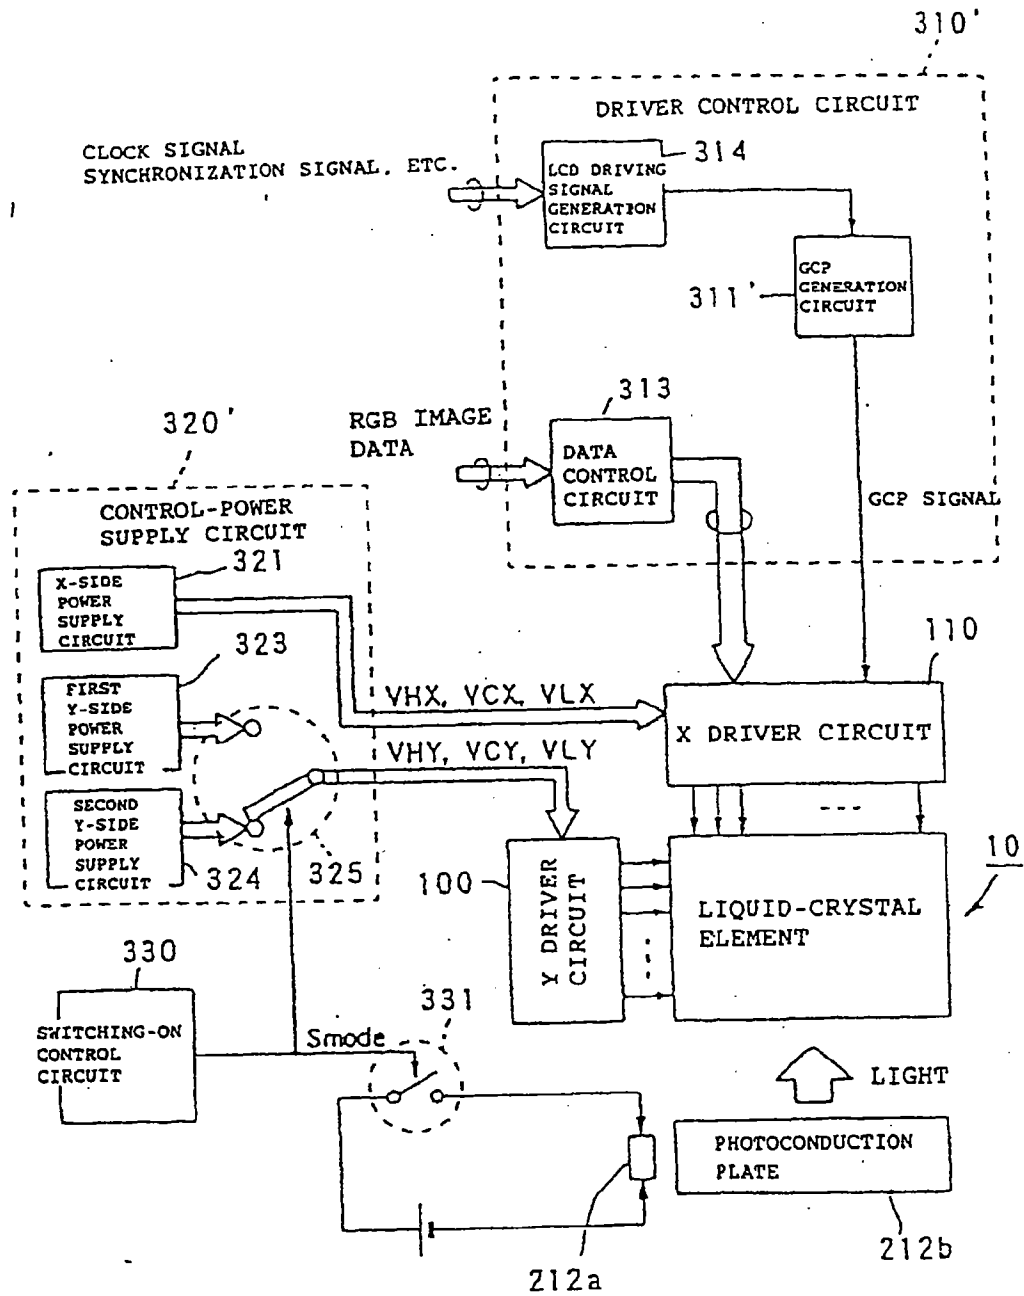 310'
DRIVER CONTROL CIRCUIT
CLOCK SIGNAL
SYNCHRONIZATION SIGNAL, ETC.
314
LCD DRIVING
SIGNAL
GENERATION
CIRCUIT
GCP
GENERATION
CIRCUIT
311'
313
RGB IMAGE
DATA
DATA
CONTROL
CIRCUIT
GCP SIGNAL
320'
CONTROL-POWER
SUPPLY CIRCUIT
321
X-SIDE
POWER
SUPPLY
CIRCUIT
323
FIRST
Y-SIDE
POWER
SUPPLY
CIRCUIT
VHX, VCX, VLX
VHY, VCY, VLY
110
X DRIVER CIRCUIT
SECOND
Y-SIDE
POWER
SUPPLY
CIRCUIT
324
325
100
Y DRIVER
CIRCUIT
LIQUID-CRYSTAL
ELEMENT
10
330
SWITCHING-ON
CONTROL
CIRCUIT
Smode
331
LIGHT
PHOTOCONDUCTION
PLATE
212a
212b